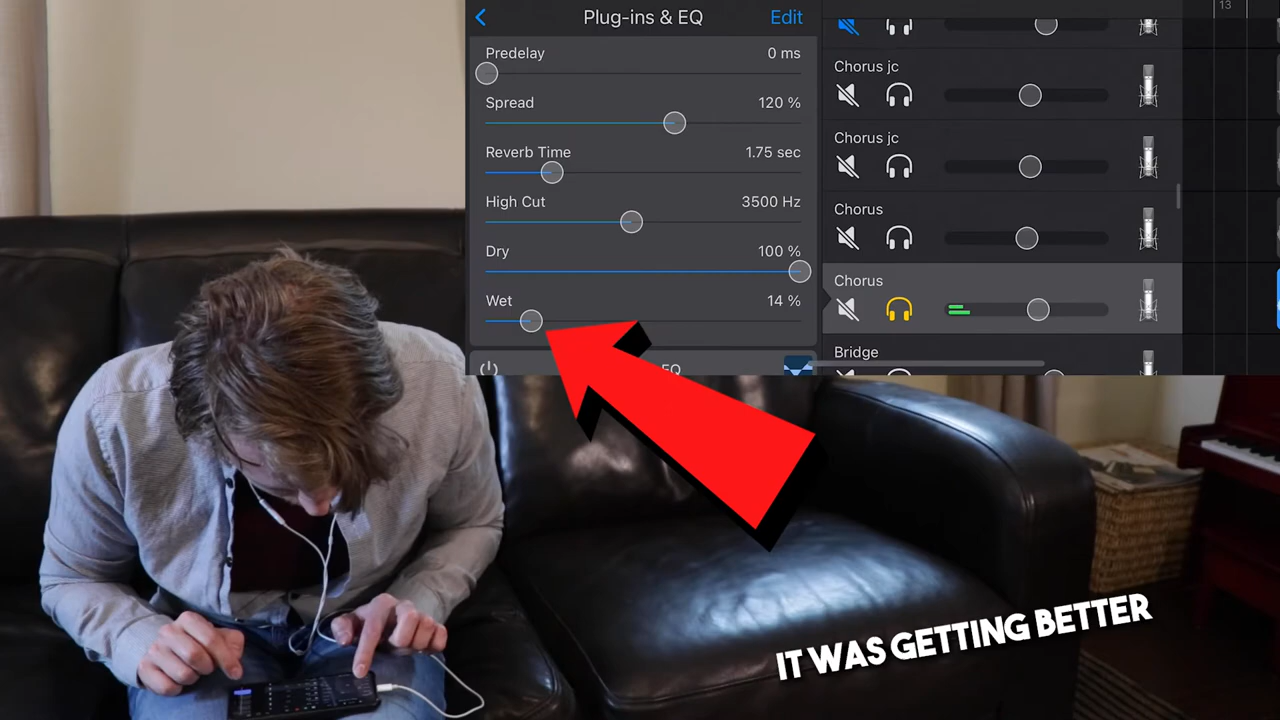 Plug-ins & EQ Edit
Predelay 0 ms
Spread 120 %
Reverb Time 1.75 sec
High Cut 3500 Hz
Dry 100 %
Wet 14 %
EQ
13
Chorus jc
Chorus jc
Chorus
Chorus
Bridge
IT WAS GETTING BETTER